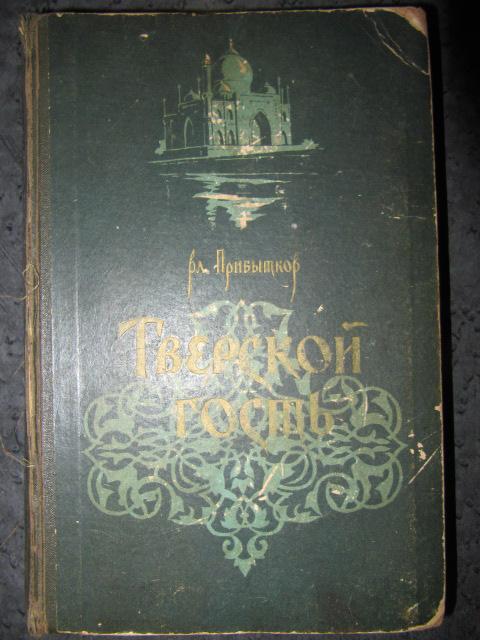 Вл. Прибытков
Тверской
гость